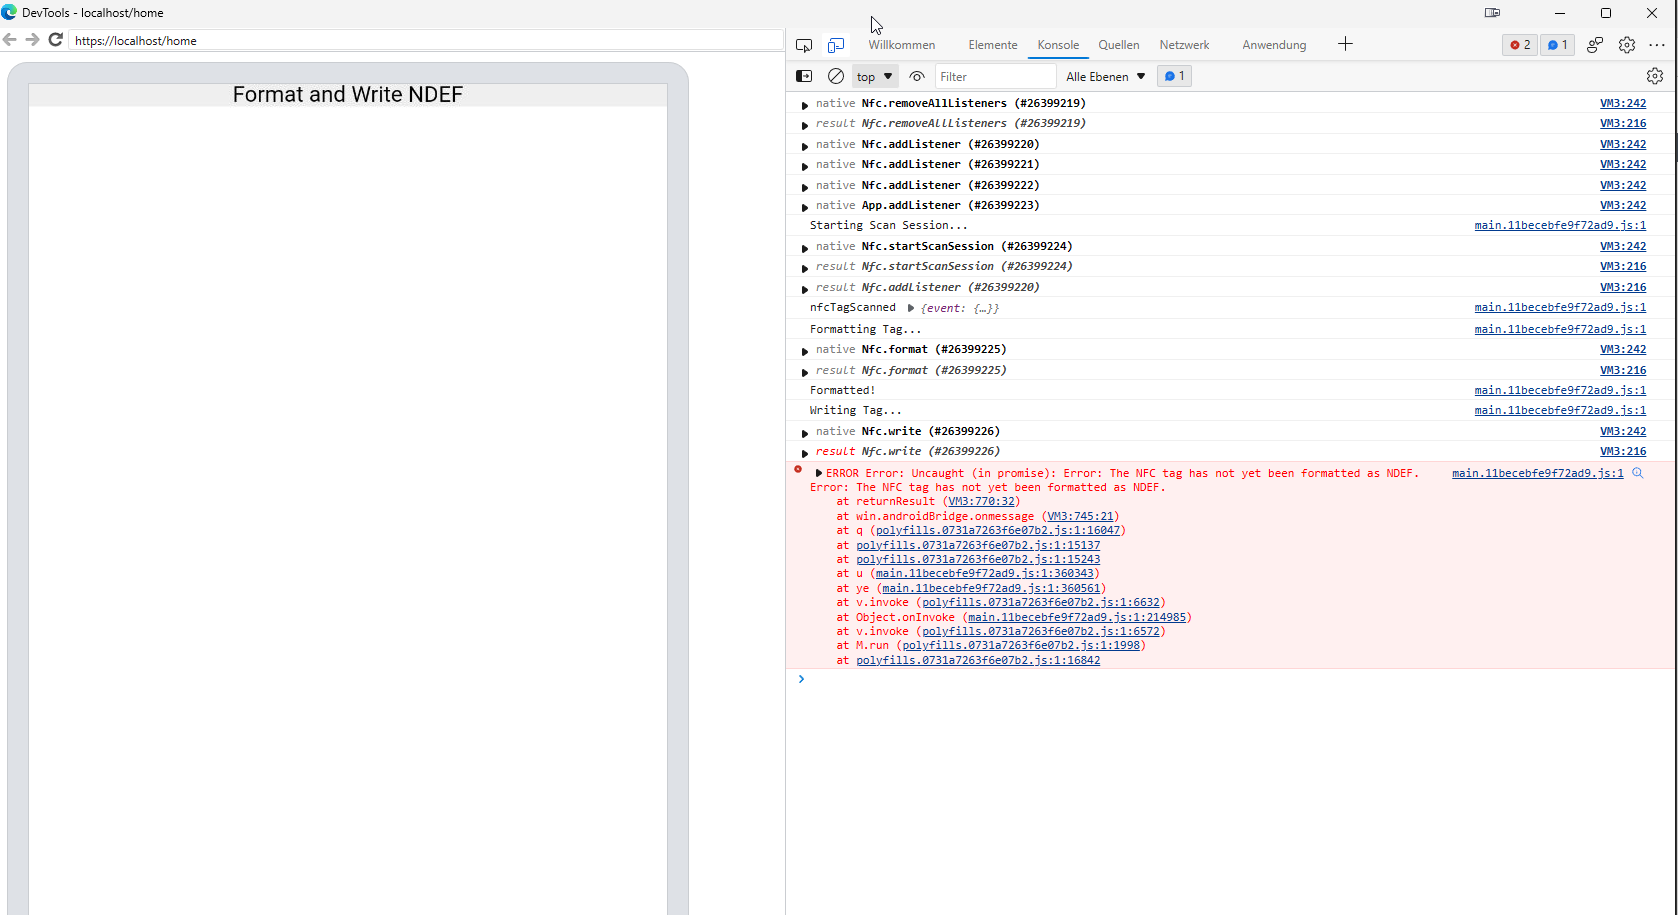 DevTools - localhost/home
https://localhost/home
Format and Write NDEF
Willkommen Elemente Konsole Quellen Netzwerk Anwendung 2 1
top Filter Alle Ebenen 1
native Nfc.removeAllListeners (#26399219) VM3:242
result Nfc.removeAllListeners (#26399219) VM3:216
native Nfc.addListener (#26399220) VM3:242
native Nfc.addListener (#26399221) VM3:242
native Nfc.addListener (#26399222) VM3:242
native App.addListener (#26399223) VM3:242
Starting Scan Session... main.11becebfe9f72ad9.js:1
native Nfc.startScanSession (#26399224) VM3:242
result Nfc.startScanSession (#26399224) VM3:216
result Nfc.addListener (#26399220) VM3:216
nfcTagScanned {event: {…}} main.11becebfe9f72ad9.js:1
Formatting Tag... main.11becebfe9f72ad9.js:1
native Nfc.format (#26399225) VM3:242
result Nfc.format (#26399225) VM3:216
Formatted! main.11becebfe9f72ad9.js:1
Writing Tag... main.11becebfe9f72ad9.js:1
native Nfc.write (#26399226) VM3:242
result Nfc.write (#26399226) VM3:216
ERROR Error: Uncaught (in promise): Error: The NFC tag has not yet been formatted as NDEF. main.11becebfe9f72ad9.js:1
Error: The NFC tag has not yet been formatted as NDEF.
at returnResult (VM3:770:32)
at win.androidBridge.onmessage (VM3:745:21)
at q (polyfills.0731a7263f6e07b2.js:1:16047)
at polyfills.0731a7263f6e07b2.js:1:15137
at polyfills.0731a7263f6e07b2.js:1:15243
at u (main.11becebfe9f72ad9.js:1:360343)
at ye (main.11becebfe9f72ad9.js:1:360561)
at v.invoke (polyfills.0731a7263f6e07b2.js:1:6632)
at Object.onInvoke (main.11becebfe9f72ad9.js:1:214985)
at v.invoke (polyfills.0731a7263f6e07b2.js:1:6572)
at M.run (polyfills.0731a7263f6e07b2.js:1:1998)
at polyfills.0731a7263f6e07b2.js:1:16842